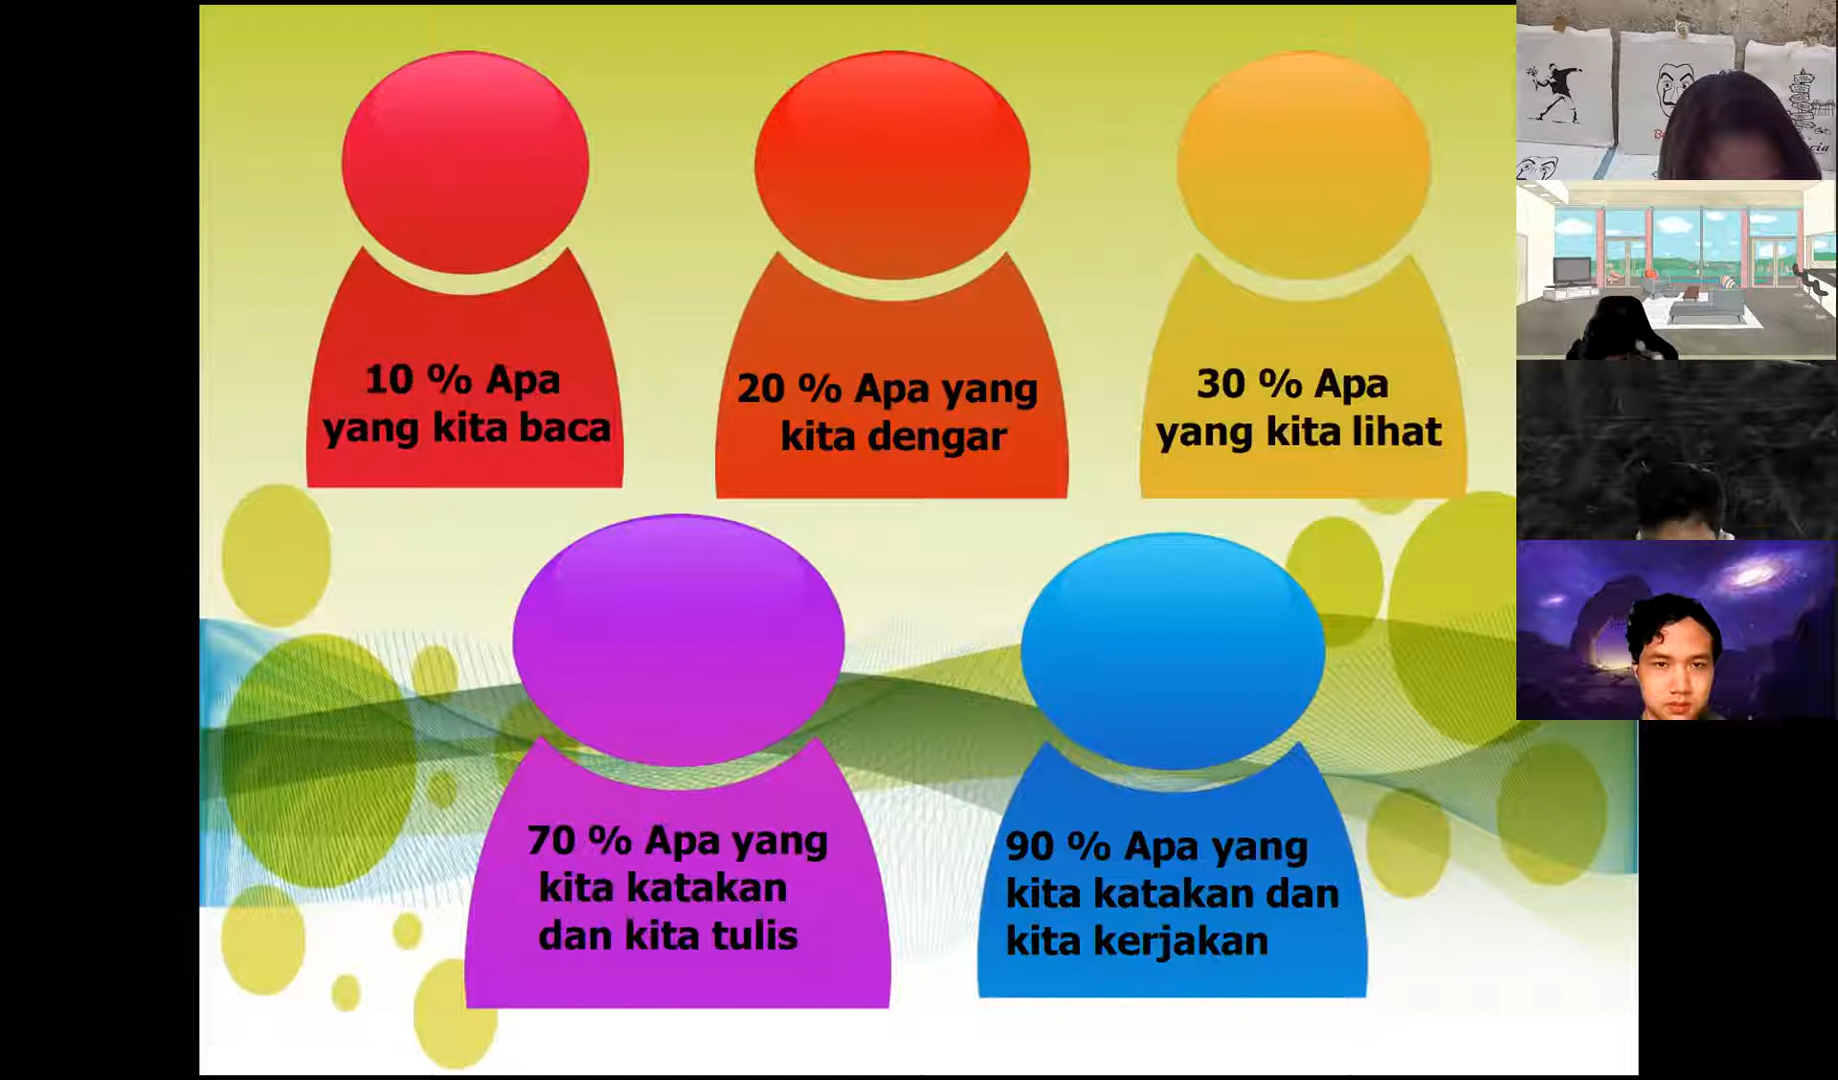 10 % Apa
yang kita baca
20 % Apa yang
kita dengar
30 % Apa
yang kita lihat
70 % Apa yang
kita katakan
dan kita tulis
90 % Apa yang
kita katakan dan
kita kerjakan